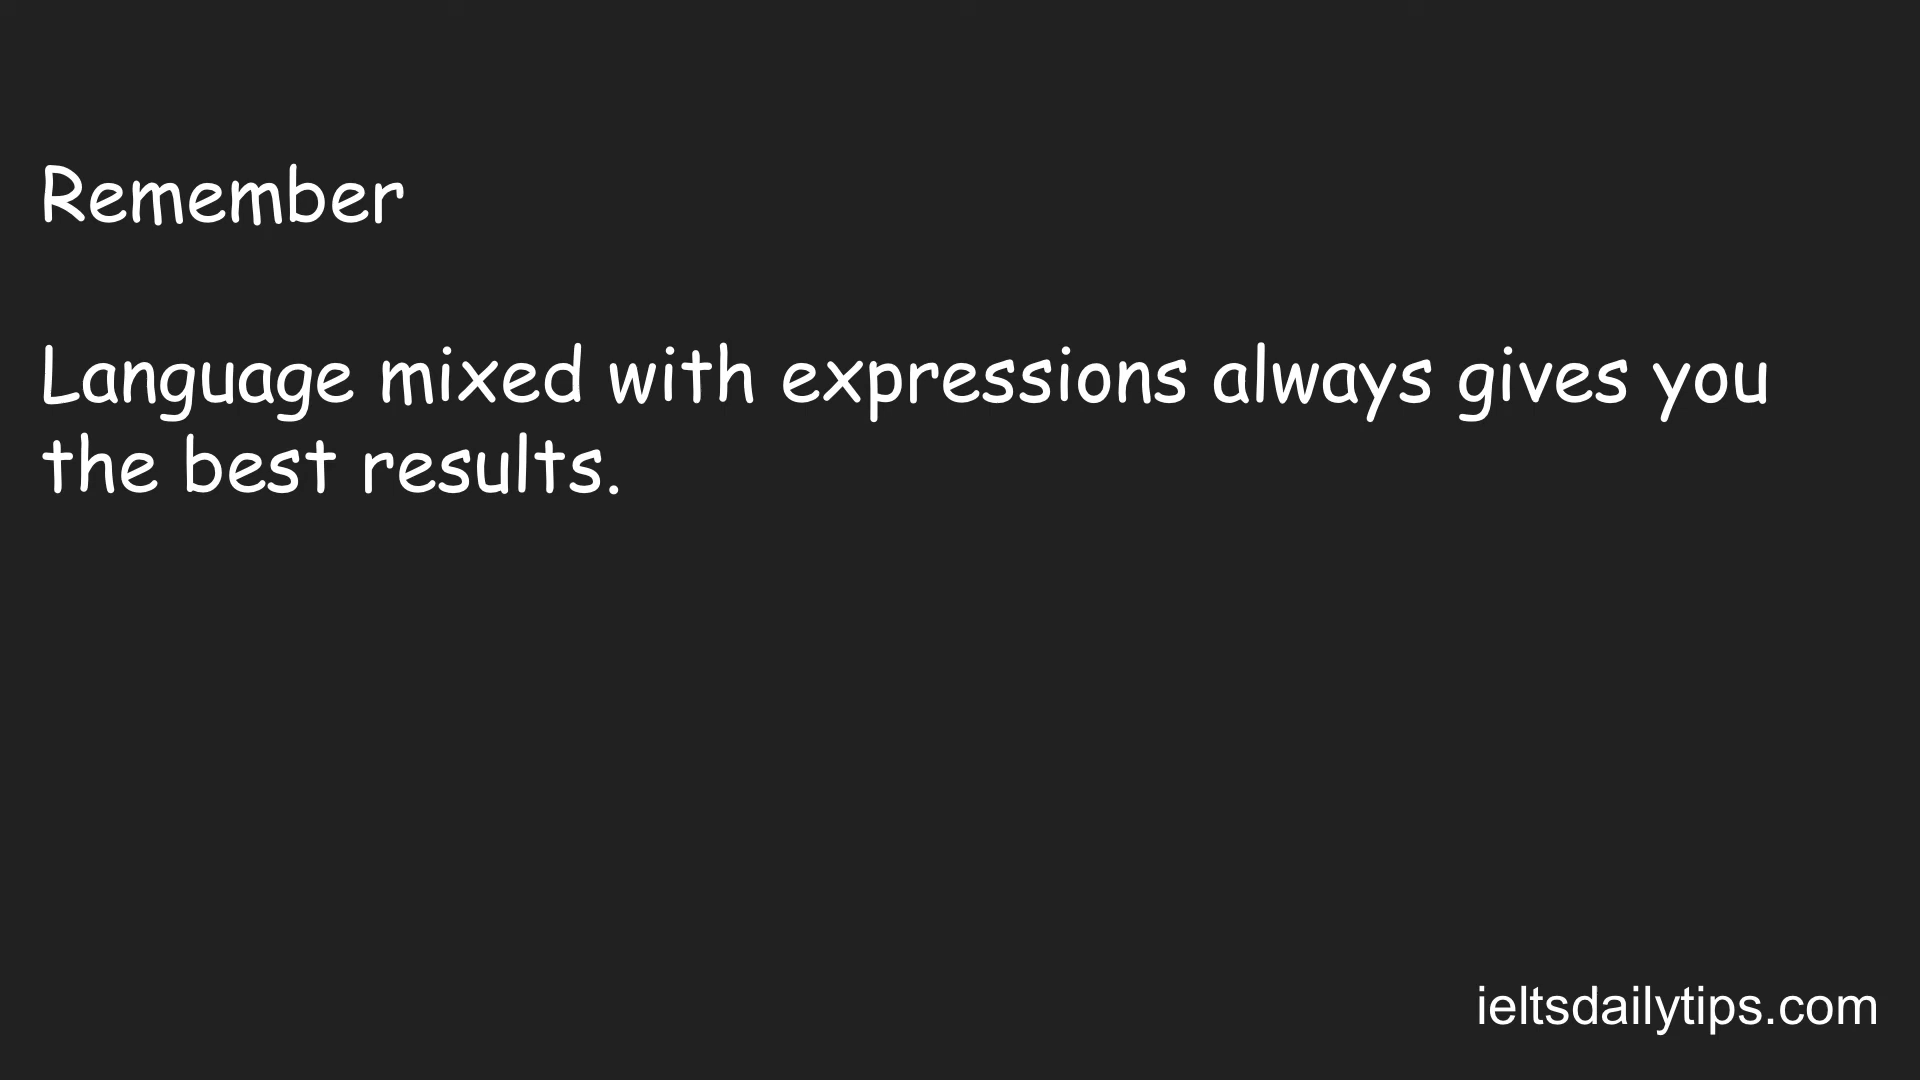 Remember
Language mixed with expressions always gives you
the best results.
ieltsdailytips.com